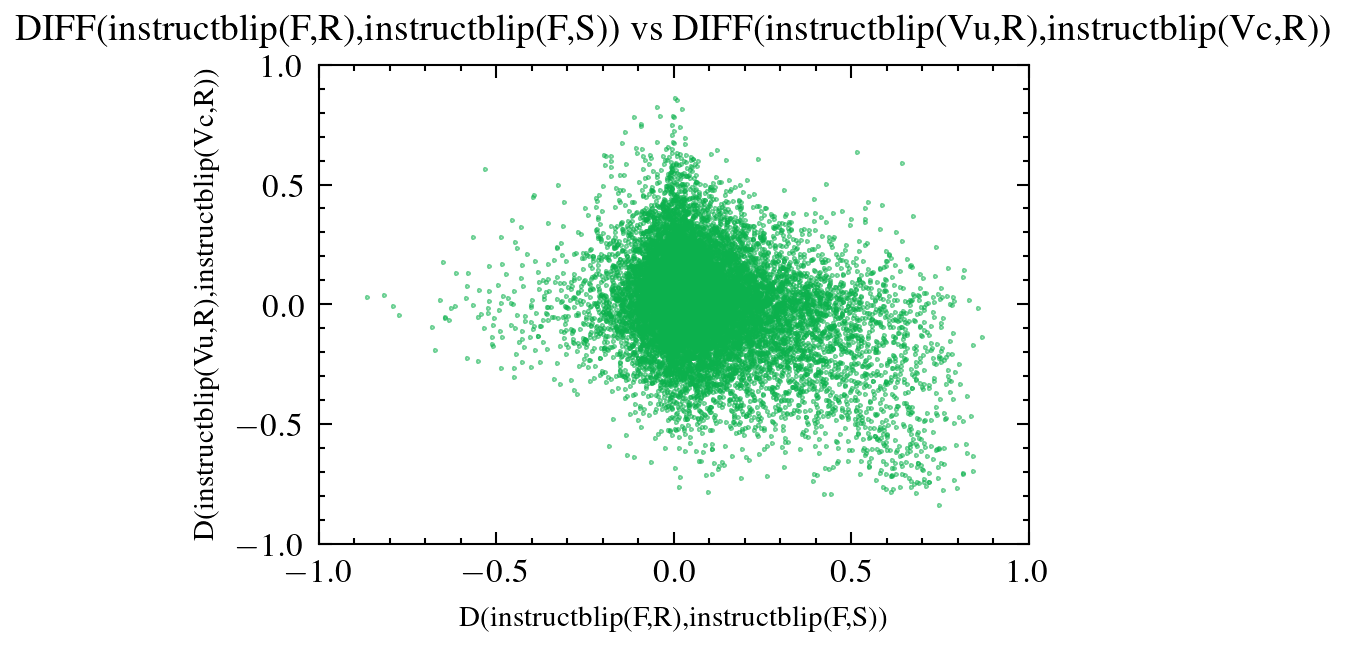 DIFF(instructblip(F,R),instructblip(F,S)) vs DIFF(instructblip(Vu,R),instructblip(Vc,R))
D(instructblip(Vu,R),instructblip(Vc,R))
1.0
0.5
0.0
−0.5
−1.0
−1.0 −0.5 0.0 0.5 1.0
D(instructblip(F,R),instructblip(F,S))